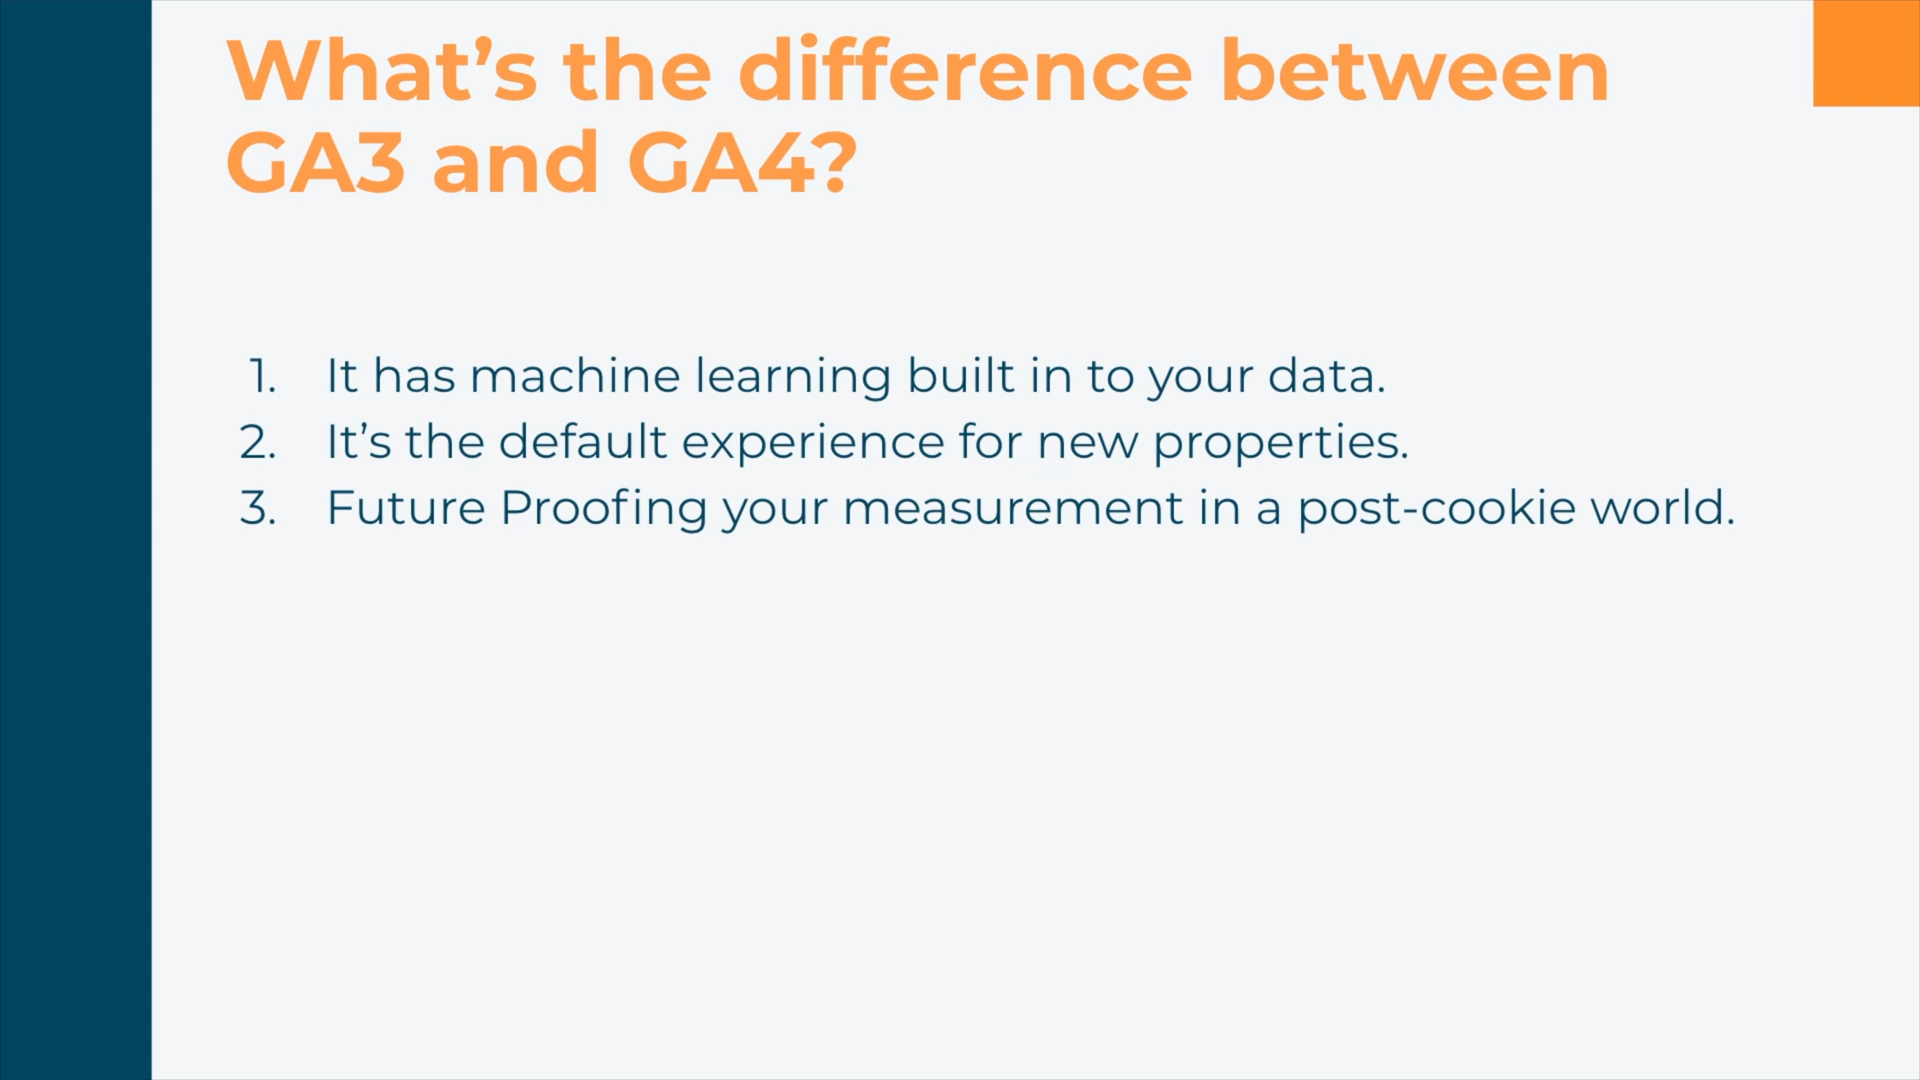 What’s the difference between
GA3 and GA4?
1. It has machine learning built in to your data.
2. It’s the default experience for new properties.
3. Future Proofing your measurement in a post-cookie world.